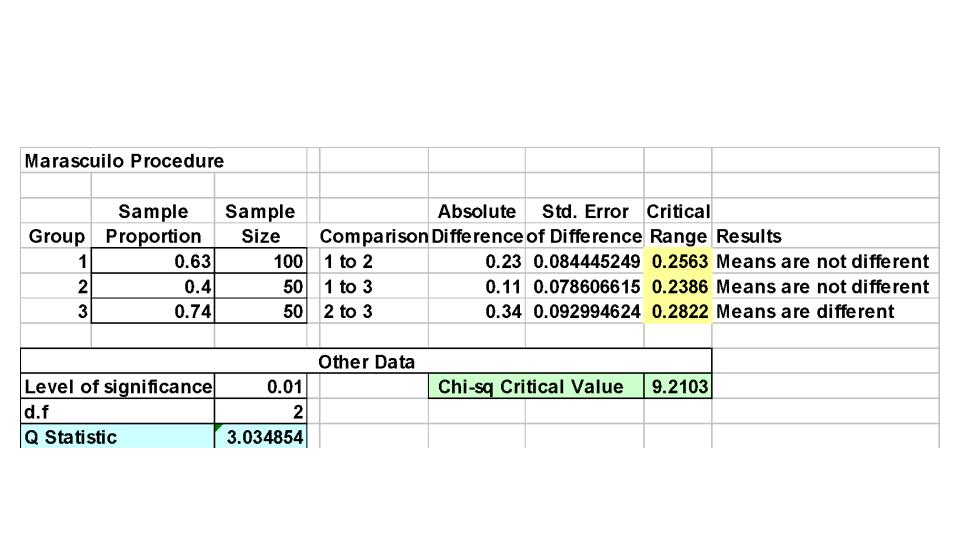 Marascuilo Procedure
Sample Sample Absolute Std. Error Critical
Group Proportion Size Comparison Difference of Difference Range Results
1 0.63 100 1 to 2 0.23 0.084445249 0.2563 Means are not different
2 0.4 50 1 to 3 0.11 0.078606615 0.2386 Means are not different
3 0.74 50 2 to 3 0.34 0.092994624 0.2822 Means are different
Other Data
Level of significance 0.01 Chi-sq Critical Value 9.2103
d.f 2
Q Statistic 3.034854